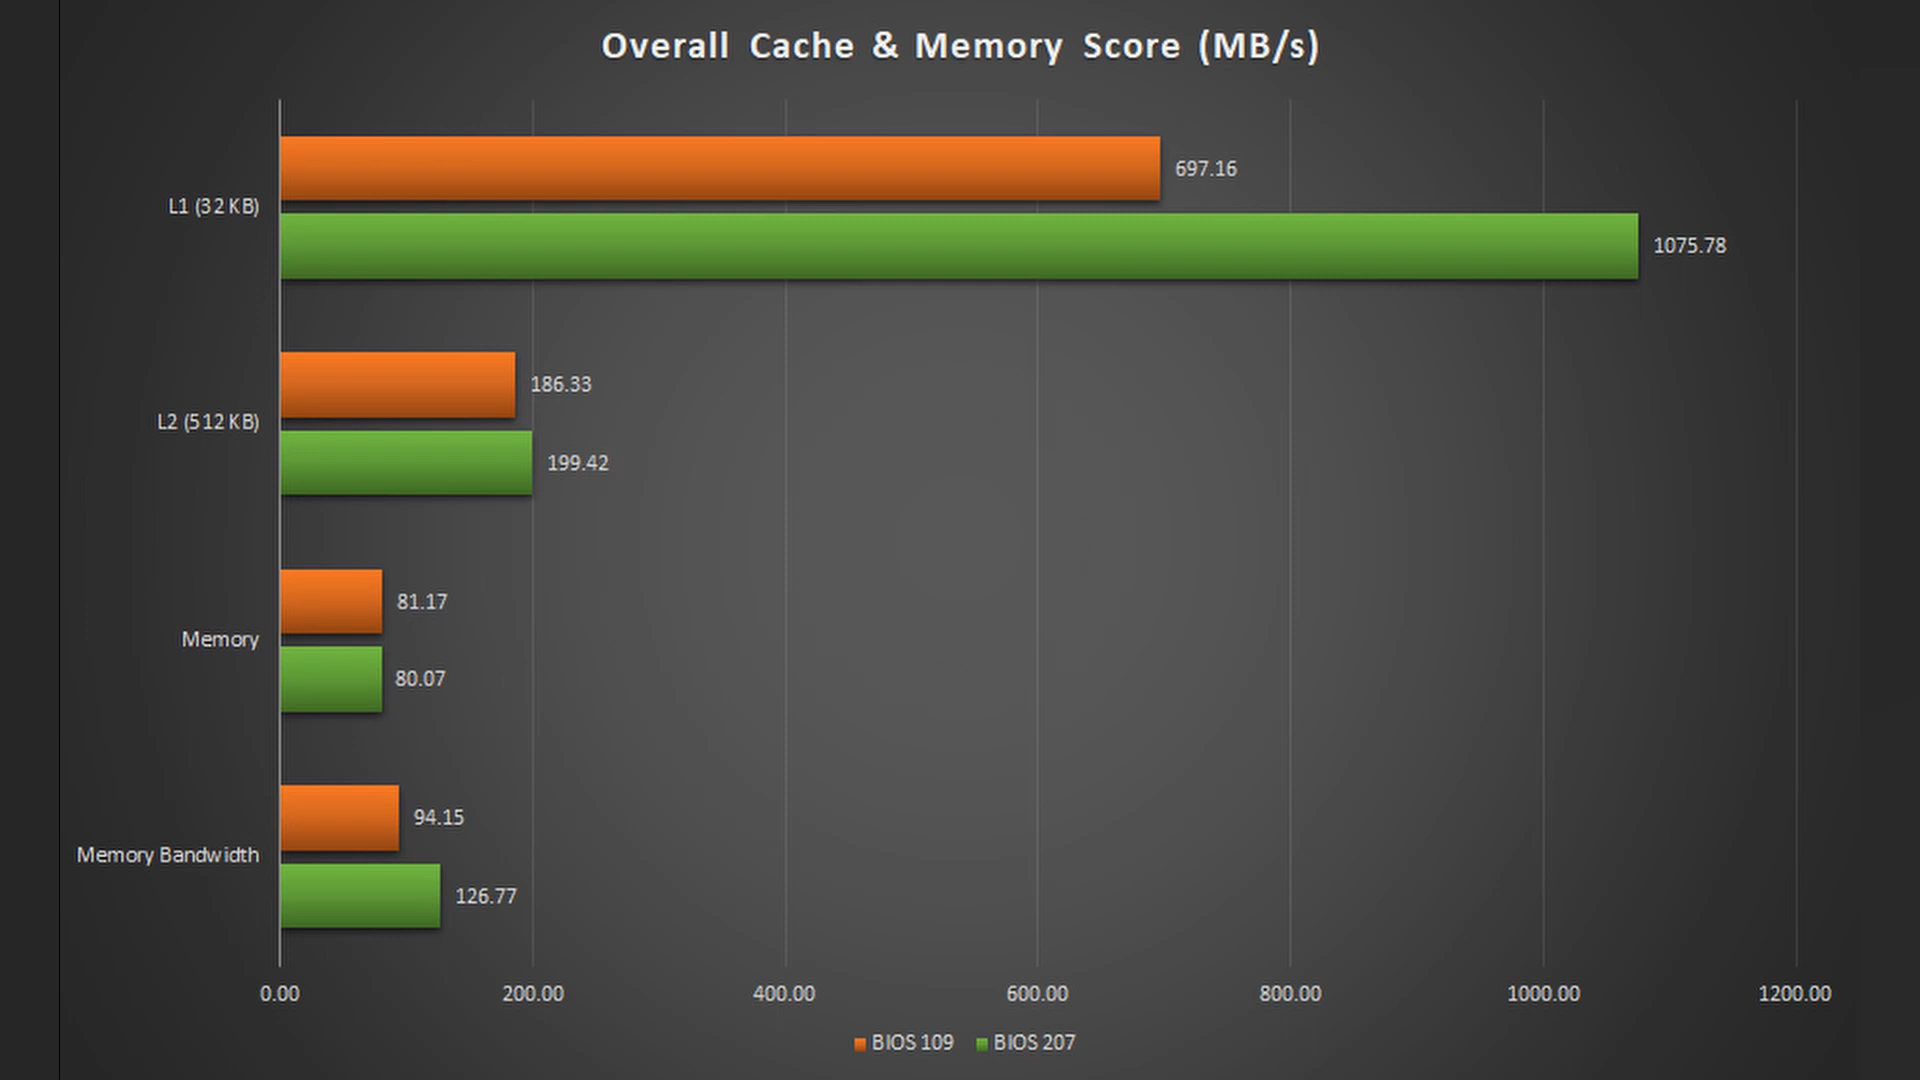 Overall Cache & Memory Score (MB/s)
697.16
L1 (32 KB)
1075.78
186.33
L2 (512 KB)
199.42
81.17
Memory
80.07
94.15
Memory Bandwidth
126.77
0.00 200.00 400.00 600.00 800.00 1000.00 1200.00
BIOS 109 BIOS 207